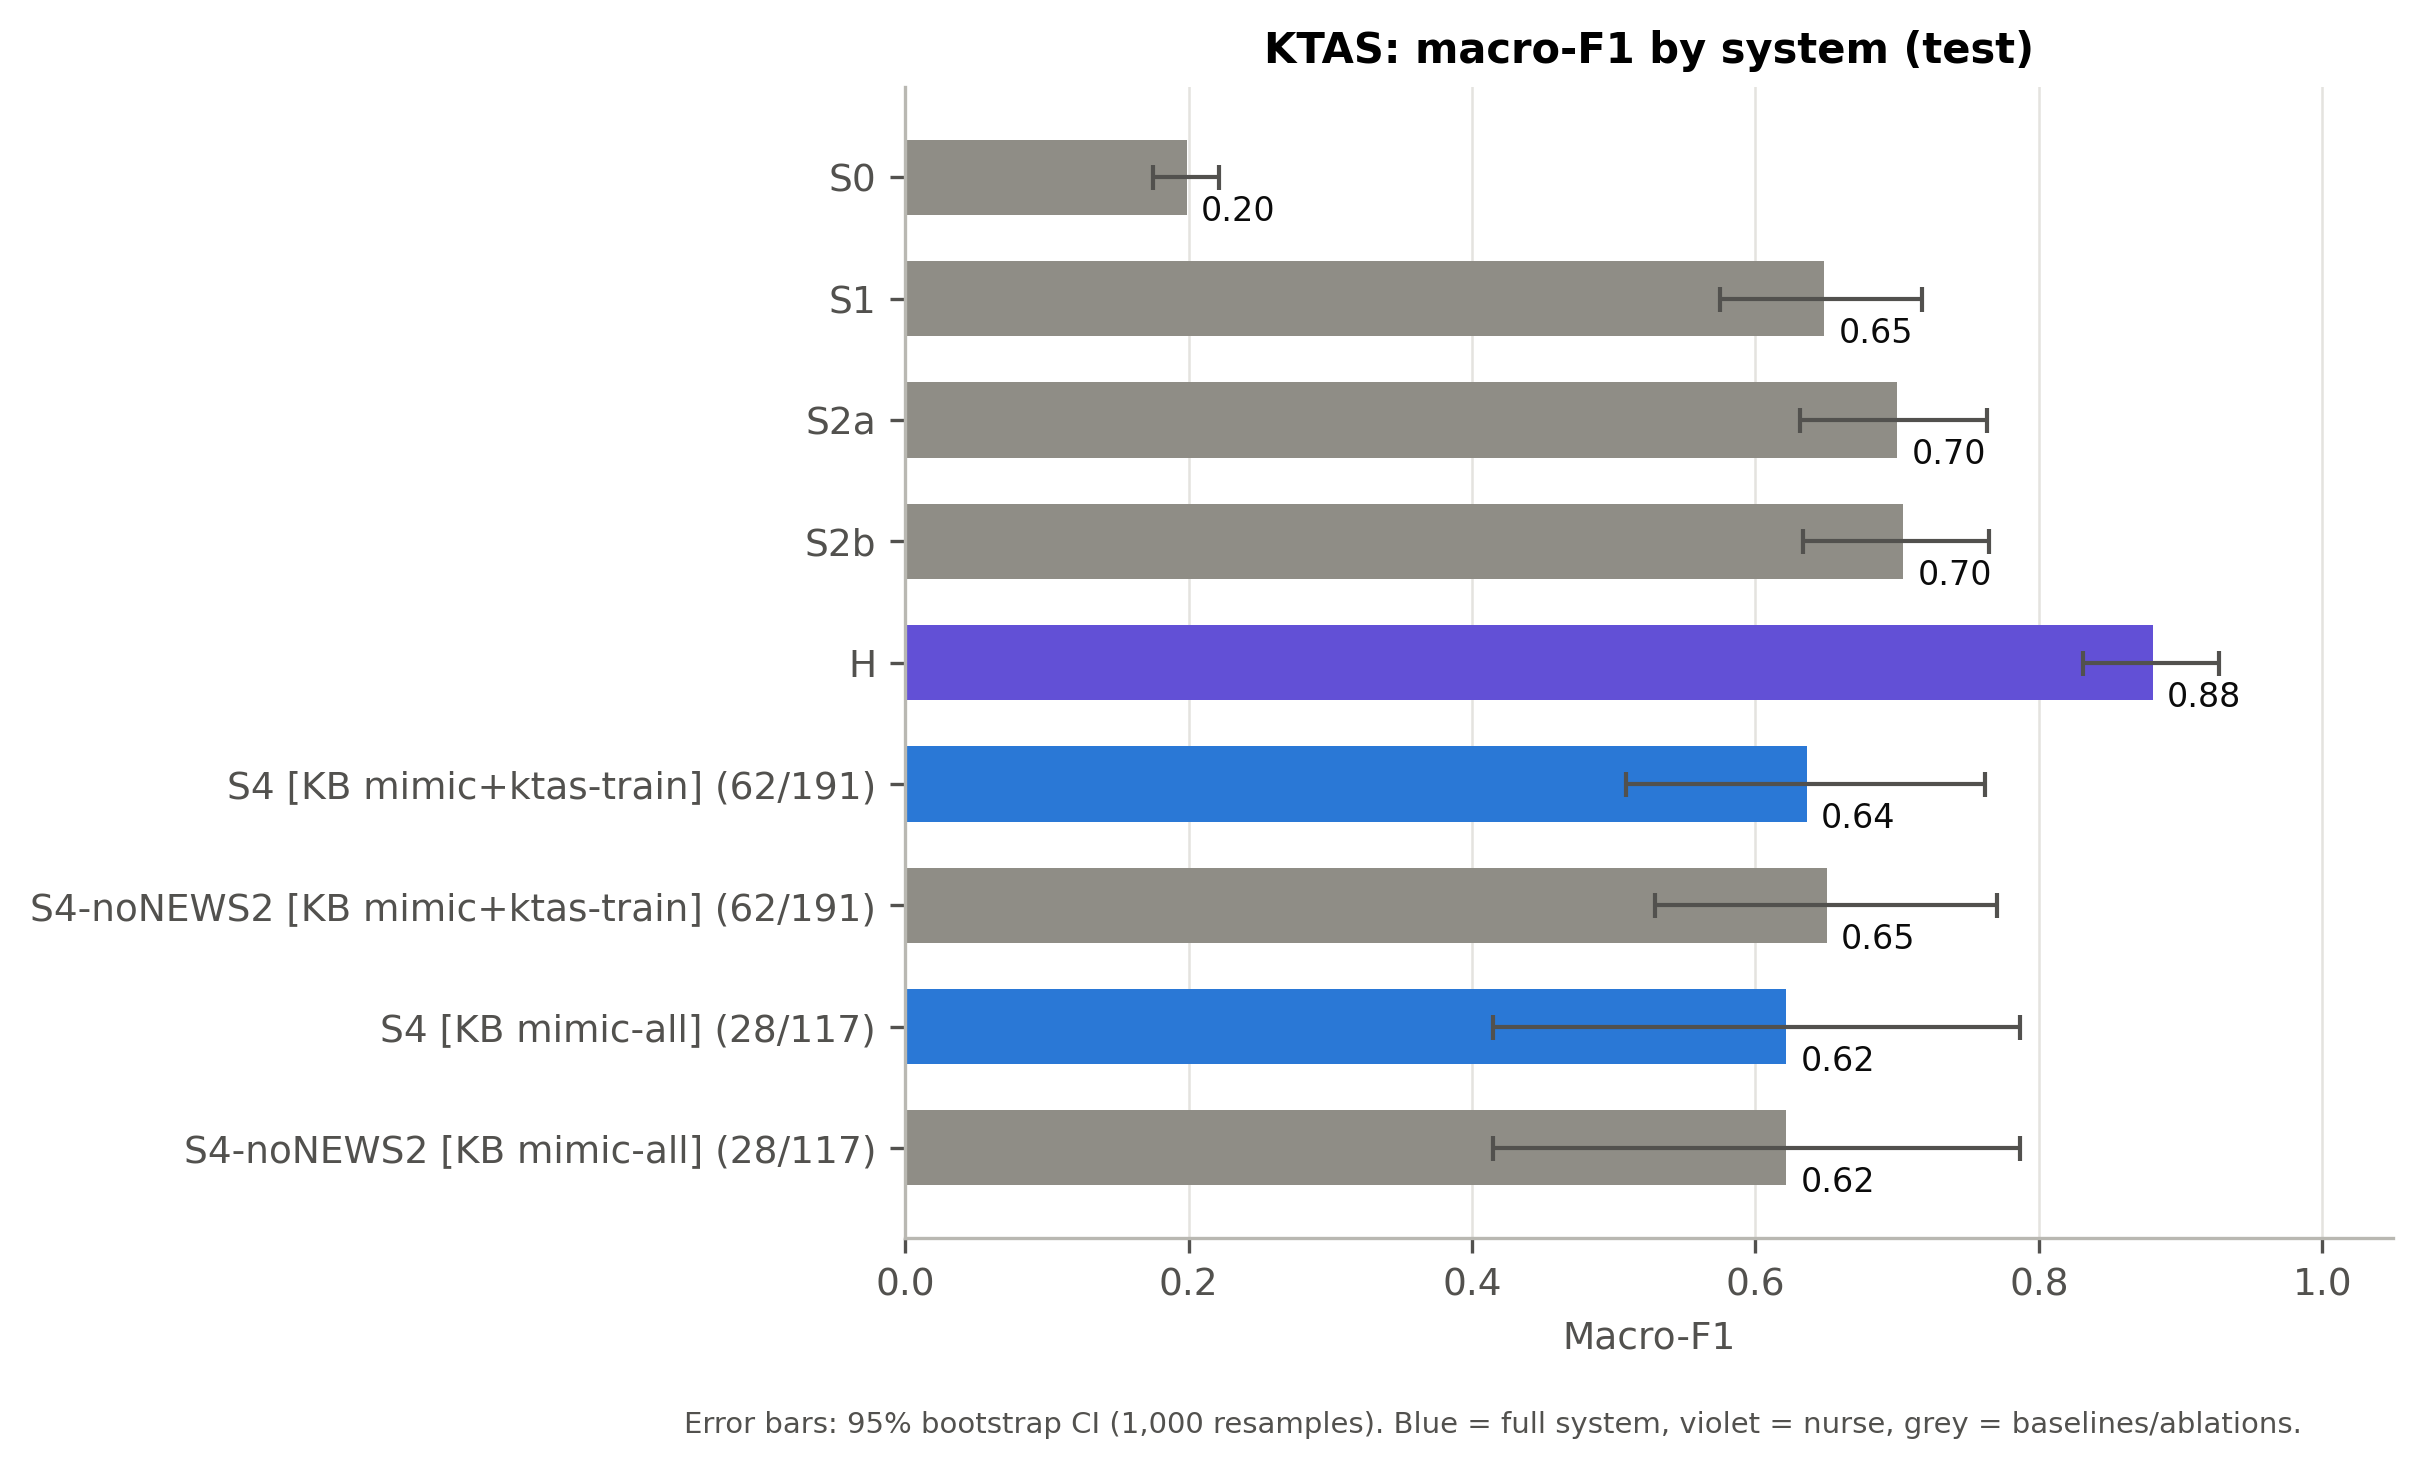 KTAS: macro-F1 by system (test)
S0
0.20
S1
0.65
S2a
0.70
S2b
0.70
H
0.88
S4 [KB mimic+ktas-train] (62/191)
0.64
S4-noNEWS2 [KB mimic+ktas-train] (62/191)
0.65
S4 [KB mimic-all] (28/117)
0.62
S4-noNEWS2 [KB mimic-all] (28/117)
0.62
0.0 0.2 0.4 0.6 0.8 1.0
Macro-F1
Error bars: 95% bootstrap CI (1,000 resamples). Blue = full system, violet = nurse, grey = baselines/ablations.